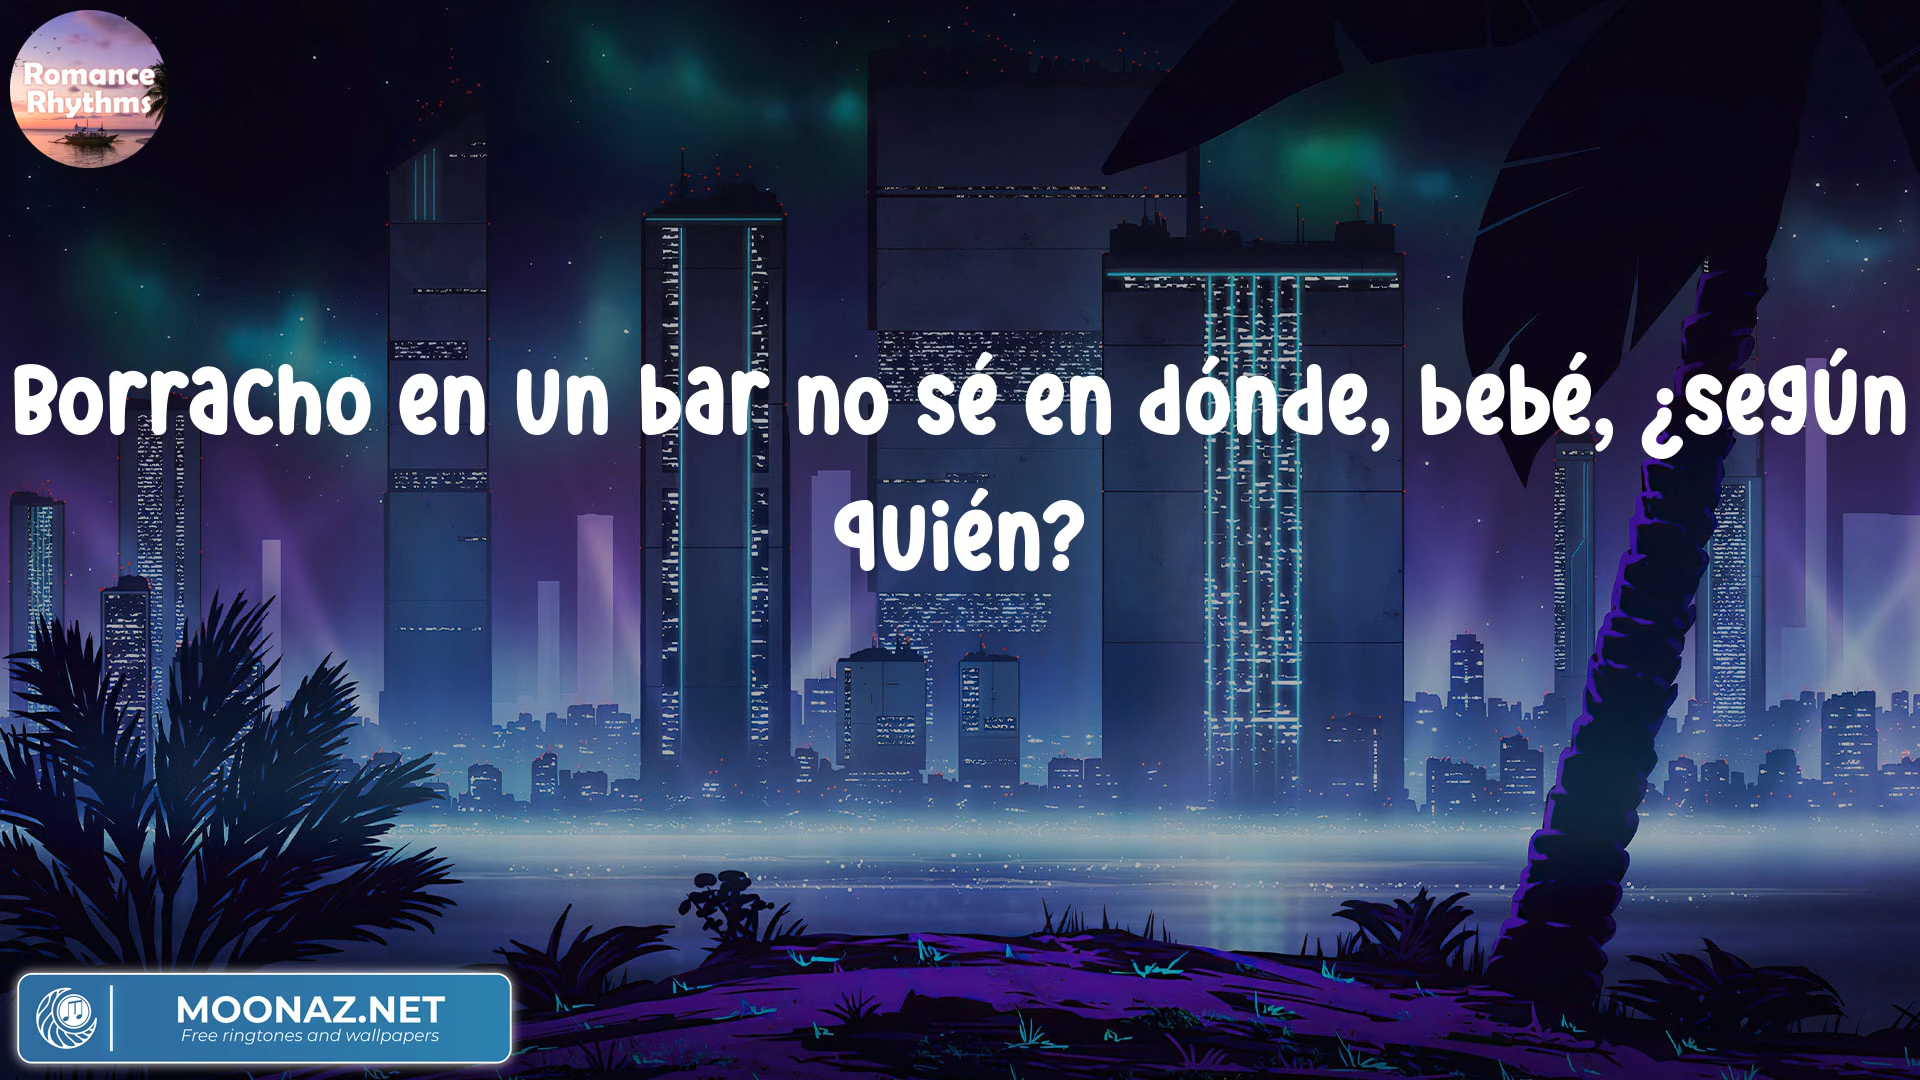 Romance
Rhythms
Borracho en un bar no sé en dónde, bebé, ¿según
quién?
MOONAZ.NET
Free ringtones and wallpapers